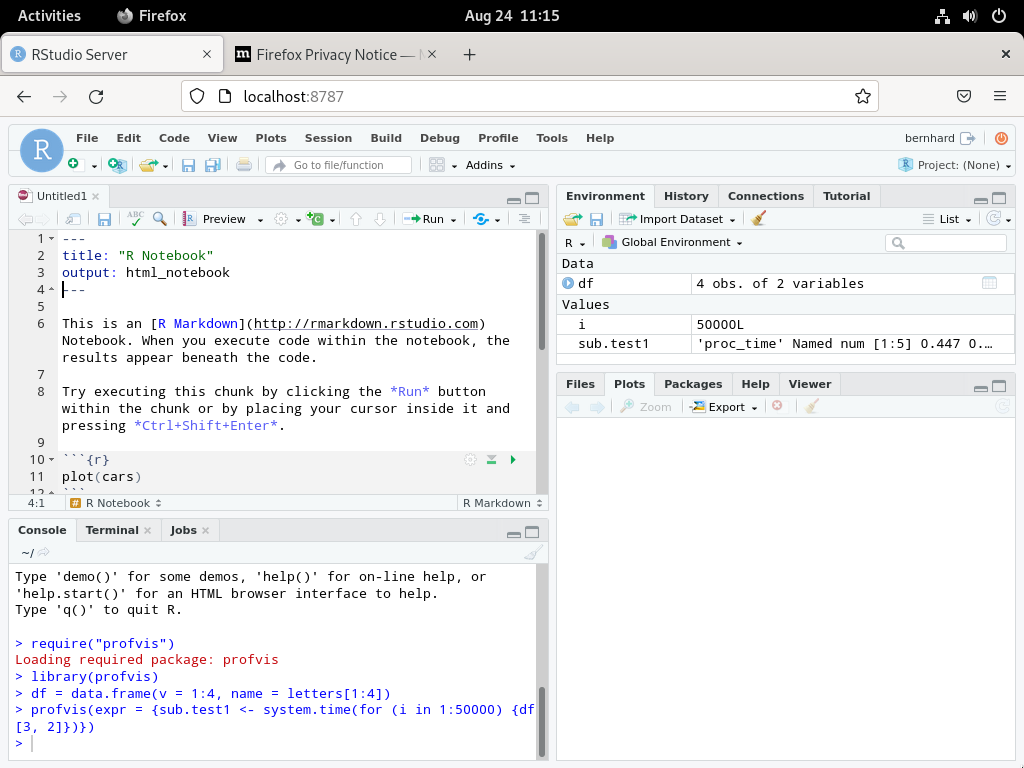 Activities
Firefox
Aug 24 11:15
RStudio Server
m
Firefox Privacy Notice —
localhost:8787
R
File Edit Code View Plots Session Build Debug Profile Tools Help
bernhard
Go to file/function
Addins
Project: (None)
Untitled1
ABC
Preview
Run
1 ---
2 title: "R Notebook"
3 output: html_notebook
4 ---
5
6 This is an [R Markdown](http://rmarkdown.rstudio.com)
Notebook. When you execute code within the notebook, the
results appear beneath the code.
7
8 Try executing this chunk by clicking the *Run* button
within the chunk or by placing your cursor inside it and
pressing *Ctrl+Shift+Enter*.
9
10 ```{r}
11 plot(cars)
12 ```
4:1
# R Notebook
R Markdown
Console Terminal Jobs
~/
Type 'demo()' for some demos, 'help()' for on-line help, or
'help.start()' for an HTML browser interface to help.
Type 'q()' to quit R.
> require("profvis")
Loading required package: profvis
> library(profvis)
> df = data.frame(v = 1:4, name = letters[1:4])
> profvis(expr = {sub.test1 <- system.time(for (i in 1:50000) {df
[3, 2]})})
>
Environment History Connections Tutorial
Import Dataset
List
R
Global Environment
Data
df 4 obs. of 2 variables
Values
i 50000L
sub.test1 'proc_time' Named num [1:5] 0.447 0.…
Files Plots Packages Help Viewer
Zoom
Export